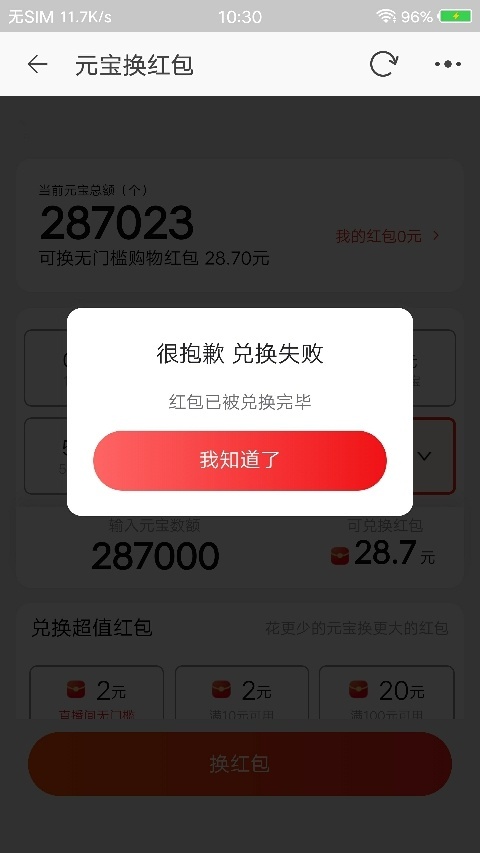 无SIM 11.7K/s 10:30 96%
元宝换红包
当前元宝总额（个）
287023
我的红包0元
可换无门槛购物红包 28.70元
很抱歉 兑换失败
红包已被兑换完毕
我知道了
输入元宝数额 可兑换红包
287000 28.7 元
兑换超值红包 花更少的元宝换更大的红包
2元 2元 20元
直播间无门槛 满10元可用 满100元可用
换红包